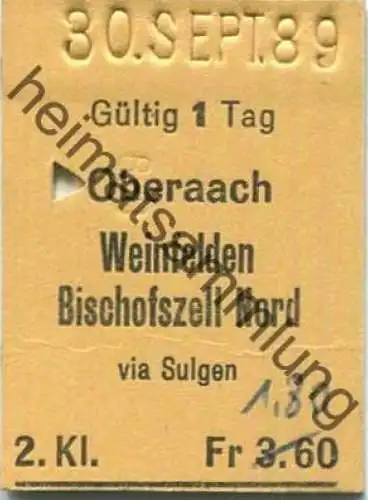 30.SEPT.89
Gültig 1 Tag
Oberaach
Weinfelden
Bischofszell Nord
via Sulgen
1.80
2. Kl. Fr 3.60
heimatsammlung